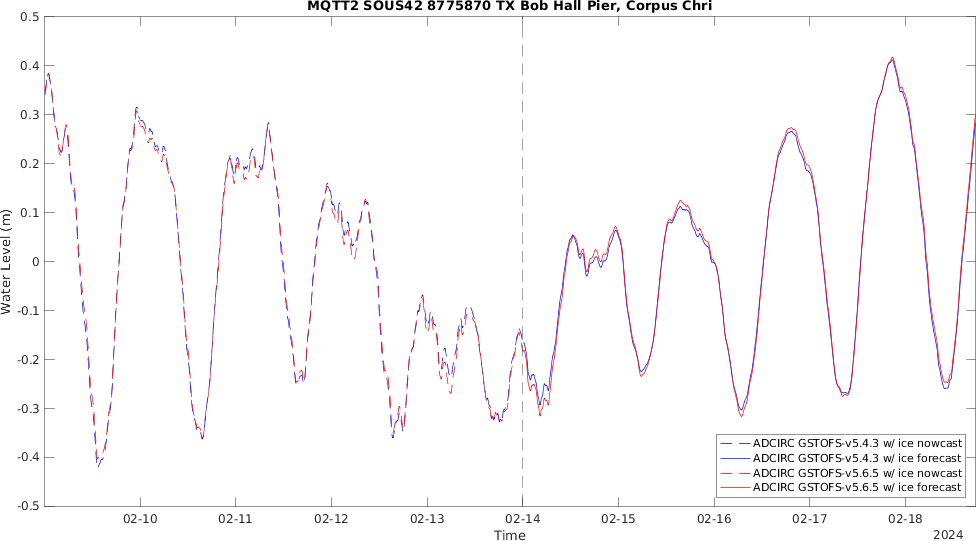 MQTT2 SOUS42 8775870 TX Bob Hall Pier, Corpus Chri
0.5
0.4
0.3
0.2
0.1
0
-0.1
-0.2
-0.3
-0.4
-0.5
Water Level (m)
ADCIRC GSTOFS-v5.4.3 w/ ice nowcast
ADCIRC GSTOFS-v5.4.3 w/ ice forecast
ADCIRC GSTOFS-v5.6.5 w/ ice nowcast
ADCIRC GSTOFS-v5.6.5 w/ ice forecast
02-10 02-11 02-12 02-13 02-14 02-15 02-16 02-17 02-18
Time
2024